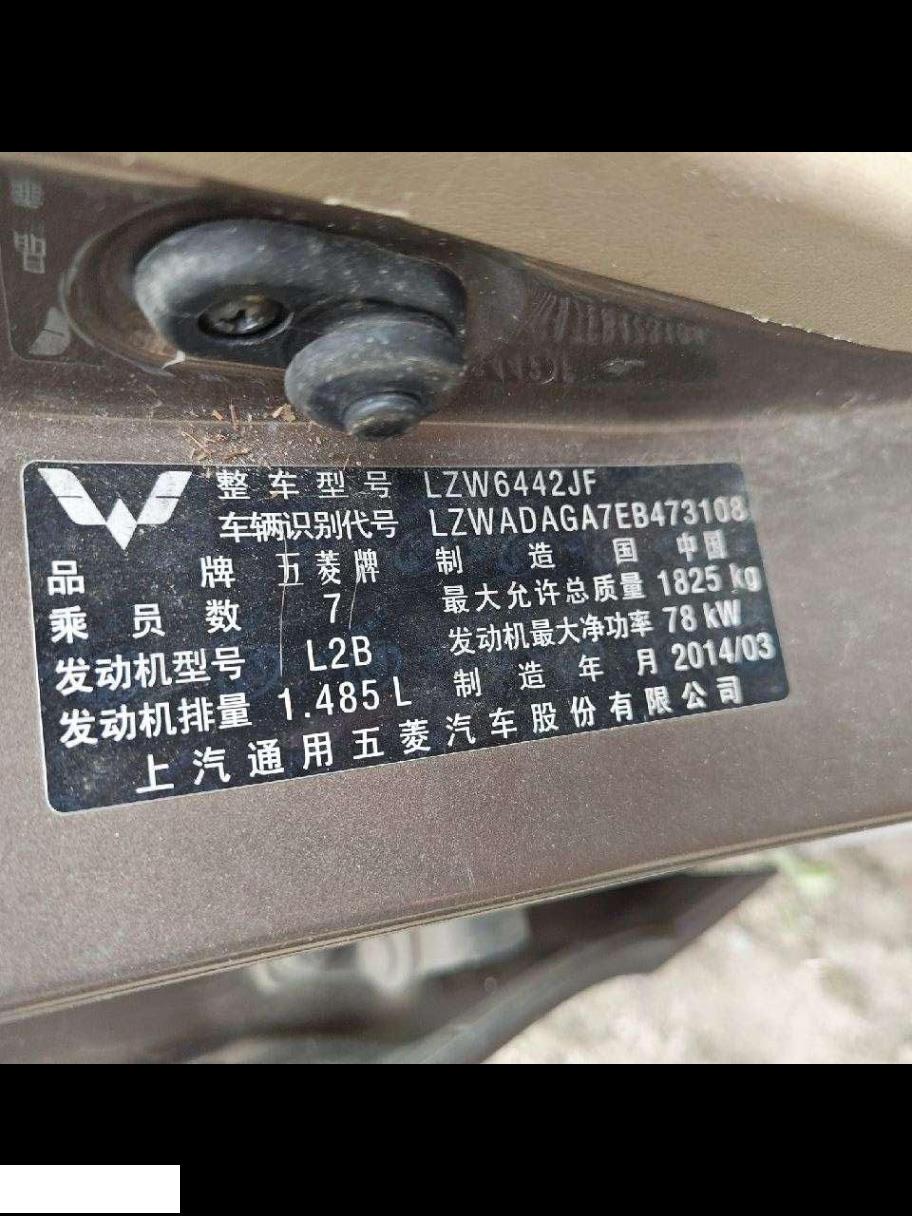 整车型号 LZW6442JF
车辆识别代号 LZWADAGA7EB473108
品牌 五菱牌 制造国 中国
乘员数 7 最大允许总质量 1825 kg
发动机型号 L2B 发动机最大净功率 78 kW
发动机排量 1.485 L 制造年月 2014/03
上汽通用五菱汽车股份有限公司